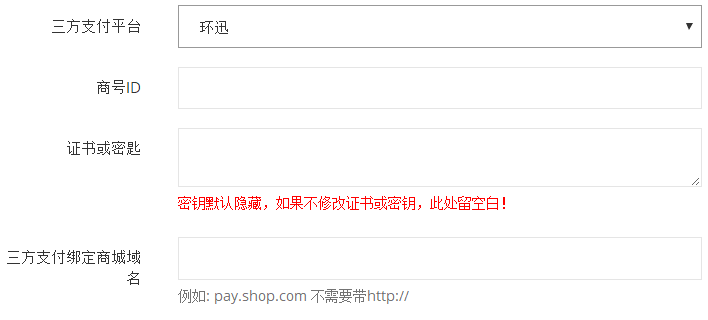 三方支付平台
环迅
商号ID
证书或密匙
密钥默认隐藏，如果不修改证书或密钥，此处留空白！
三方支付绑定商城域
名
例如: pay.shop.com 不需要带http://